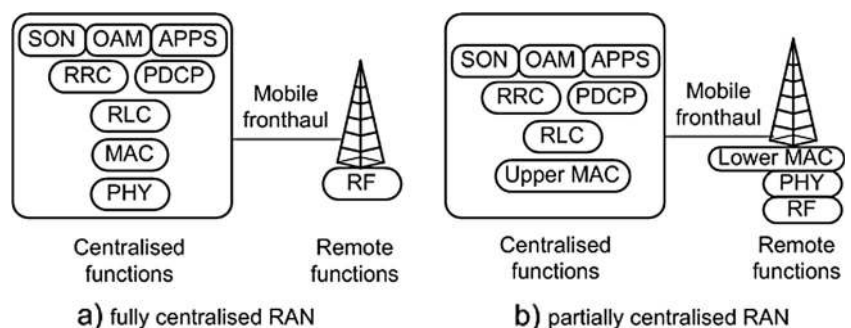 SON OAM APPS
RRC PDCP
RLC
MAC
PHY
Mobile
fronthaul
RF
Centralised
functions
Remote
functions
a) fully centralised RAN
SON OAM APPS
RRC PDCP
RLC
Upper MAC
Mobile
fronthaul
Lower MAC
PHY
RF
Centralised
functions
Remote
functions
b) partially centralised RAN